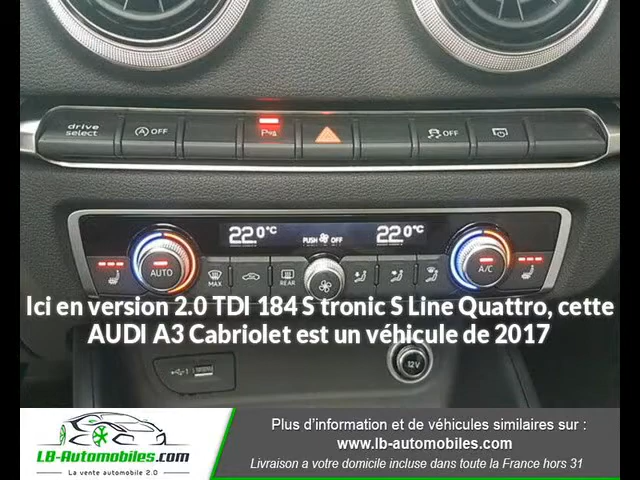 drive select
A OFF
P
OFF
22.0°C
PUSH OFF
22.0°C
AUTO
MAX
REAR
A/C
Ici en version 2.0 TDI 184 S tronic S Line Quattro, cette
AUDI A3 Cabriolet est un véhicule de 2017
12V
LB-Automobiles.com
La vente automobile 2.0
Plus d'information et de véhicules similaires sur :
www.lb-automobiles.com
Livraison a votre domicile incluse dans toute la France hors 31